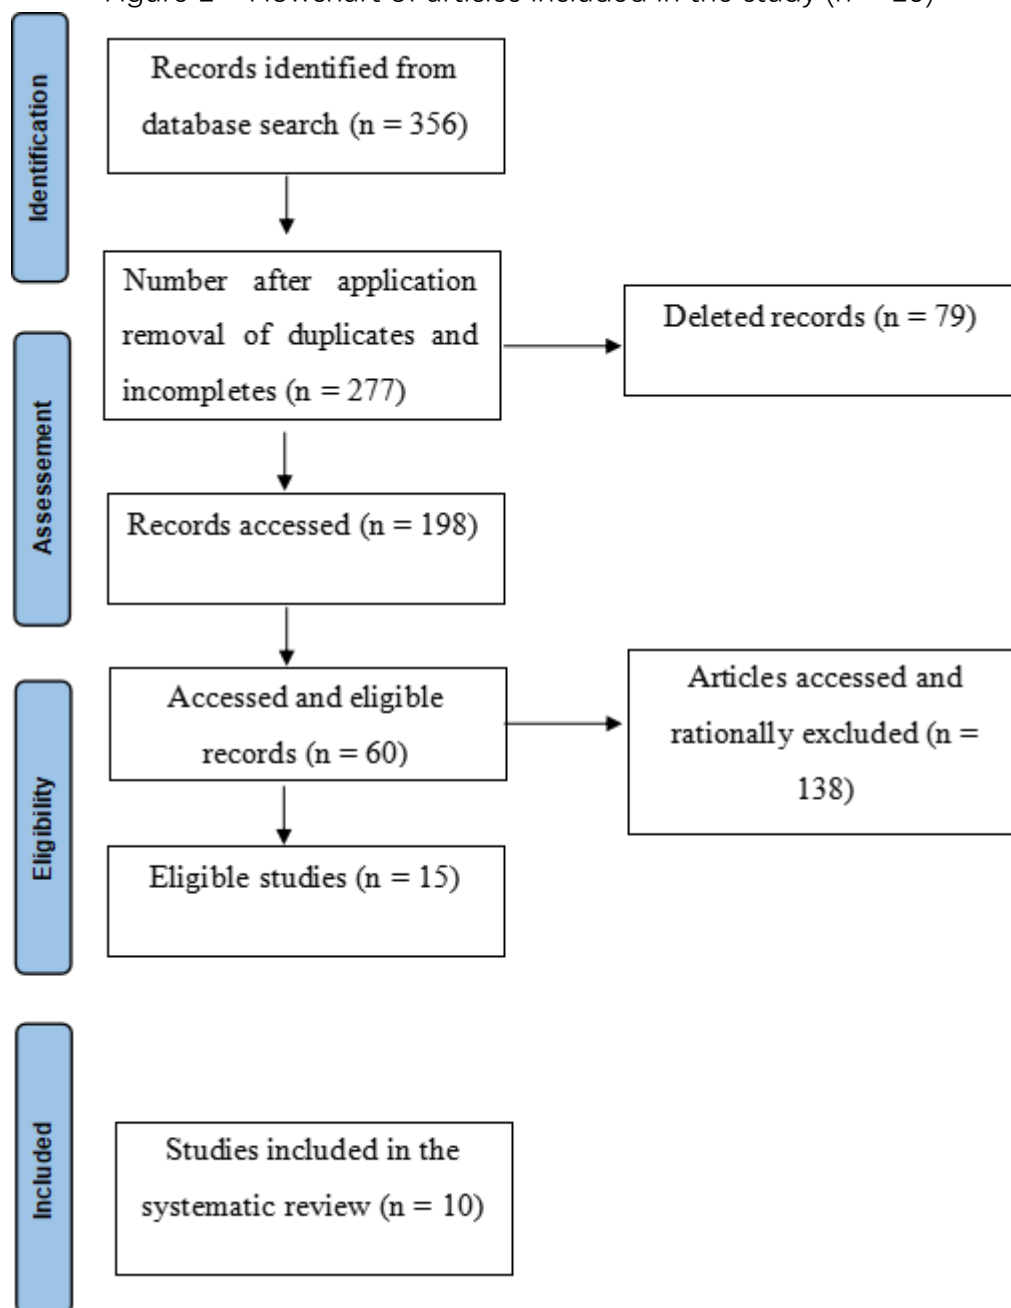 Identification
Records identified from
database search (n = 356)
Number after application
removal of duplicates and
incompletes (n = 277)
Deleted records (n = 79)
Assessement
Records accessed (n = 198)
Accessed and eligible
records (n = 60)
Articles accessed and
rationally excluded (n =
138)
Eligibility
Eligible studies (n = 15)
Included
Studies included in the
systematic review (n = 10)